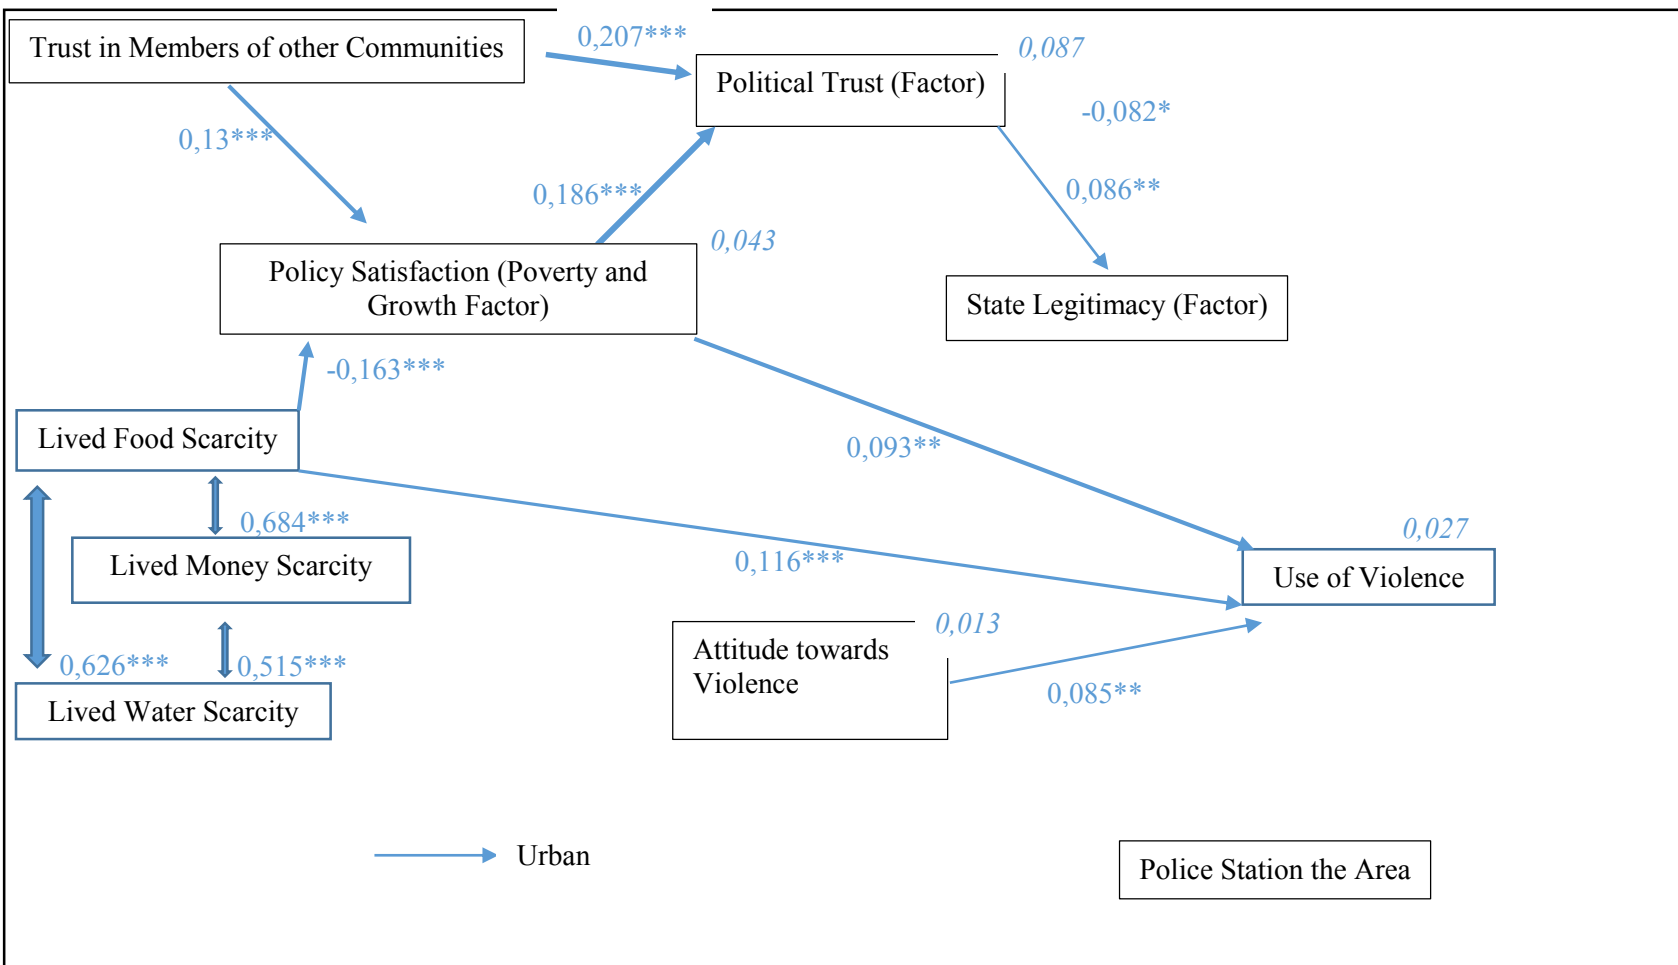 Trust in Members of other Communities
0,207***
0,087
Political Trust (Factor)
-0,082*
0,13***
0,186***
0,086**
0,043
Policy Satisfaction (Poverty and
Growth Factor)
State Legitimacy (Factor)
-0,163***
Lived Food Scarcity
0,093**
0,684***
0,027
Lived Money Scarcity
0,116***
Use of Violence
0,013
Attitude towards
Violence
0,626***
0,515***
0,085**
Lived Water Scarcity
Urban
Police Station the Area